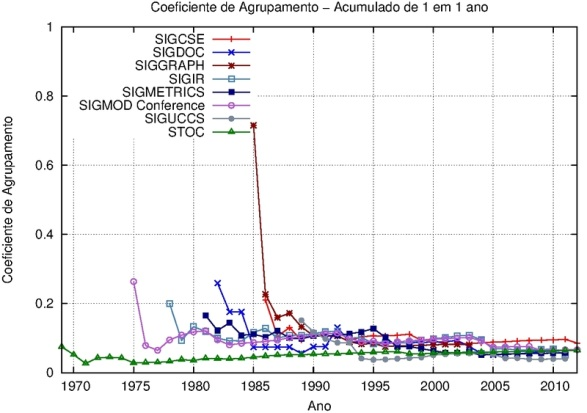 Coeficiente de Agrupamento – Acumulado de 1 em 1 ano
Coeficiente de Agrupamento
1
0.8
0.6
0.4
0.2
0
SIGCSE
SIGDOC
SIGGRAPH
SIGIR
SIGMETRICS
SIGMOD Conference
SIGUCCS
STOC
1970 1975 1980 1985 1990 1995 2000 2005 2010
Ano